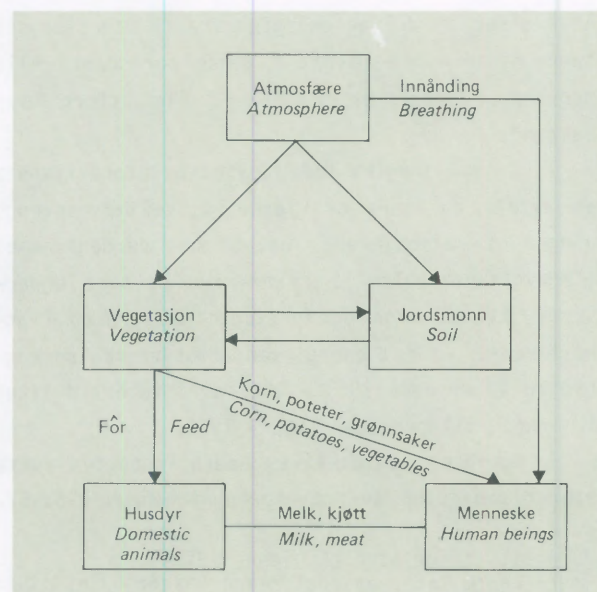 Atmosfære
Atmosphere
Innånding
Breathing
Vegetasjon
Vegetation
Jordsmonn
Soil
Korn, poteter, grønnsaker
Corn, potatoes, vegetables
Fôr
Feed
Husdyr
Domestic
animals
Melk, kjøtt
Milk, meat
Menneske
Human beings